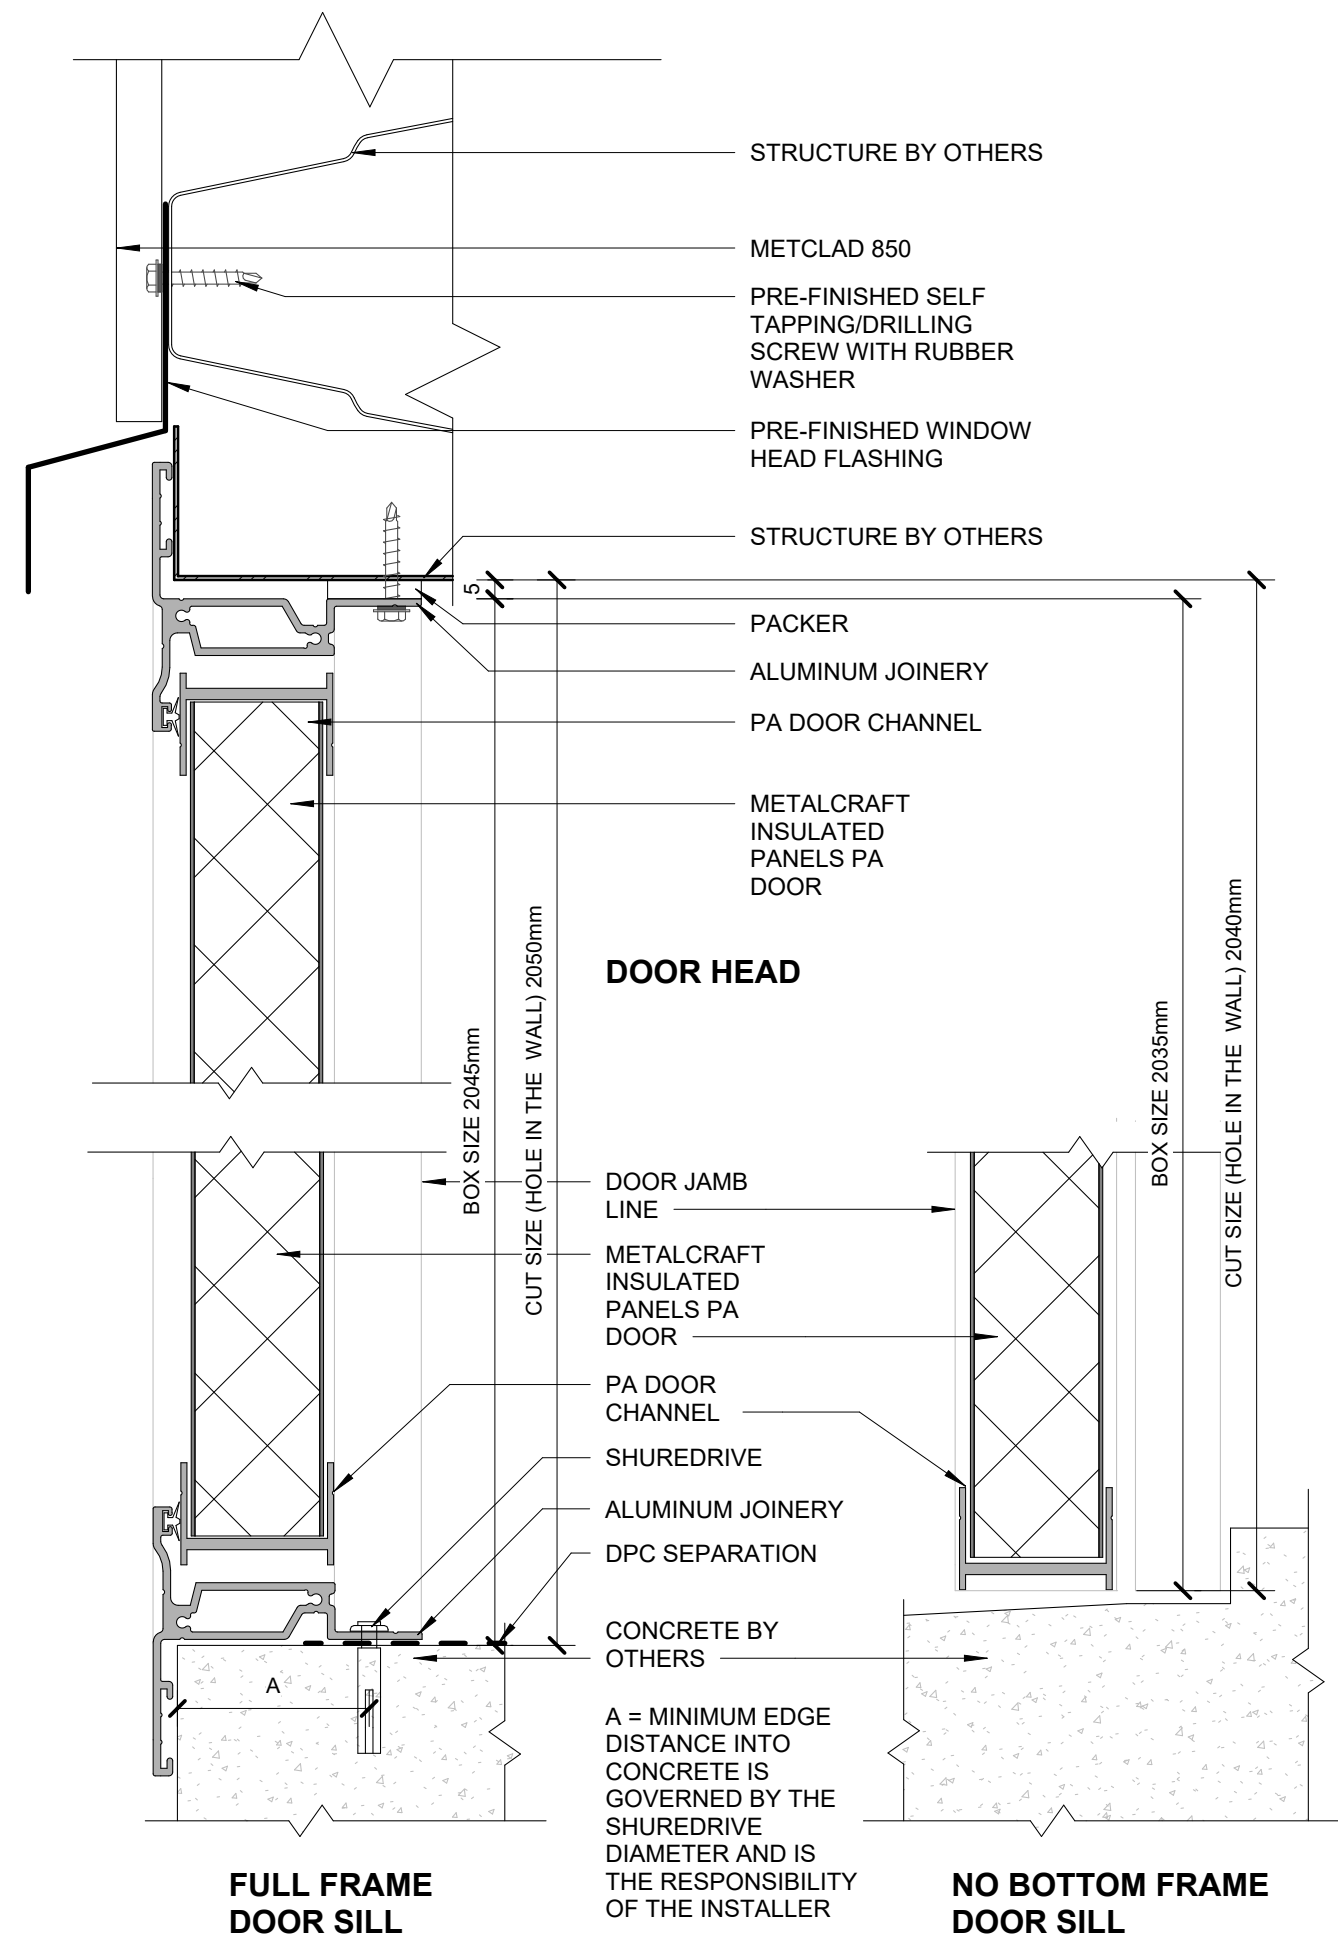 STRUCTURE BY OTHERS
METCLAD 850
PRE-FINISHED SELF
TAPPING/DRILLING
SCREW WITH RUBBER
WASHER
PRE-FINISHED WINDOW
HEAD FLASHING
STRUCTURE BY OTHERS
5
PACKER
ALUMINUM JOINERY
PA DOOR CHANNEL
METALCRAFT
INSULATED
PANELS PA
DOOR
DOOR HEAD
BOX SIZE 2045mm
CUT SIZE (HOLE IN THE WALL) 2050mm
BOX SIZE 2035mm
CUT SIZE (HOLE IN THE WALL) 2040mm
DOOR JAMB
LINE
METALCRAFT
INSULATED
PANELS PA
DOOR
PA DOOR
CHANNEL
SHUREDRIVE
ALUMINUM JOINERY
DPC SEPARATION
CONCRETE BY
OTHERS
A
A = MINIMUM EDGE
DISTANCE INTO
CONCRETE IS
GOVERNED BY THE
SHUREDRIVE
DIAMETER AND IS
THE RESPONSIBILITY
OF THE INSTALLER
FULL FRAME
DOOR SILL
NO BOTTOM FRAME
DOOR SILL